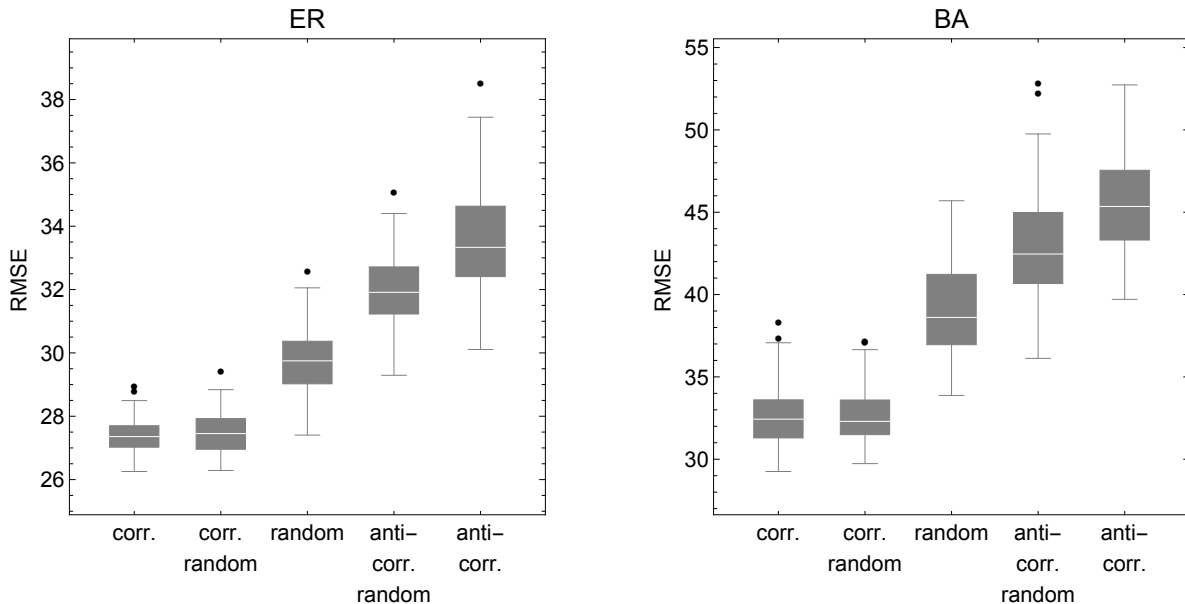 ER
RMSE
38
36
34
32
30
28
26
corr.
corr.
random
random
anti–
corr.
random
anti–
corr.
BA
RMSE
55
50
45
40
35
30
corr.
corr.
random
random
anti–
corr.
random
anti–
corr.